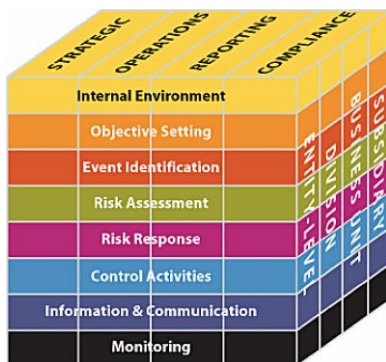 STRATEGIC
OPERATIONS
REPORTING
COMPLIANCE
Internal Environment
Objective Setting
Event Identification
Risk Assessment
Risk Response
Control Activities
Information & Communication
Monitoring
ENTITY-LEVEL
DIVISION
BUSINESS UNIT
SUBSIDIARY